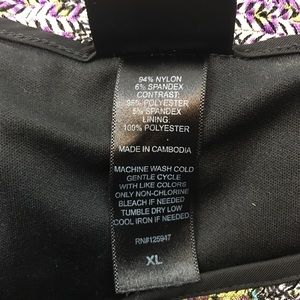 94% NYLON
6% SPANDEX
CONTRAST:
95% POLYESTER
5% SPANDEX
LINING:
100% POLYESTER
MADE IN CAMBODIA
MACHINE WASH COLD
GENTLE CYCLE
WITH LIKE COLORS
ONLY NON-CHLORINE
BLEACH IF NEEDED
TUMBLE DRY LOW
COOL IRON IF NEEDED
RN#125947
XL